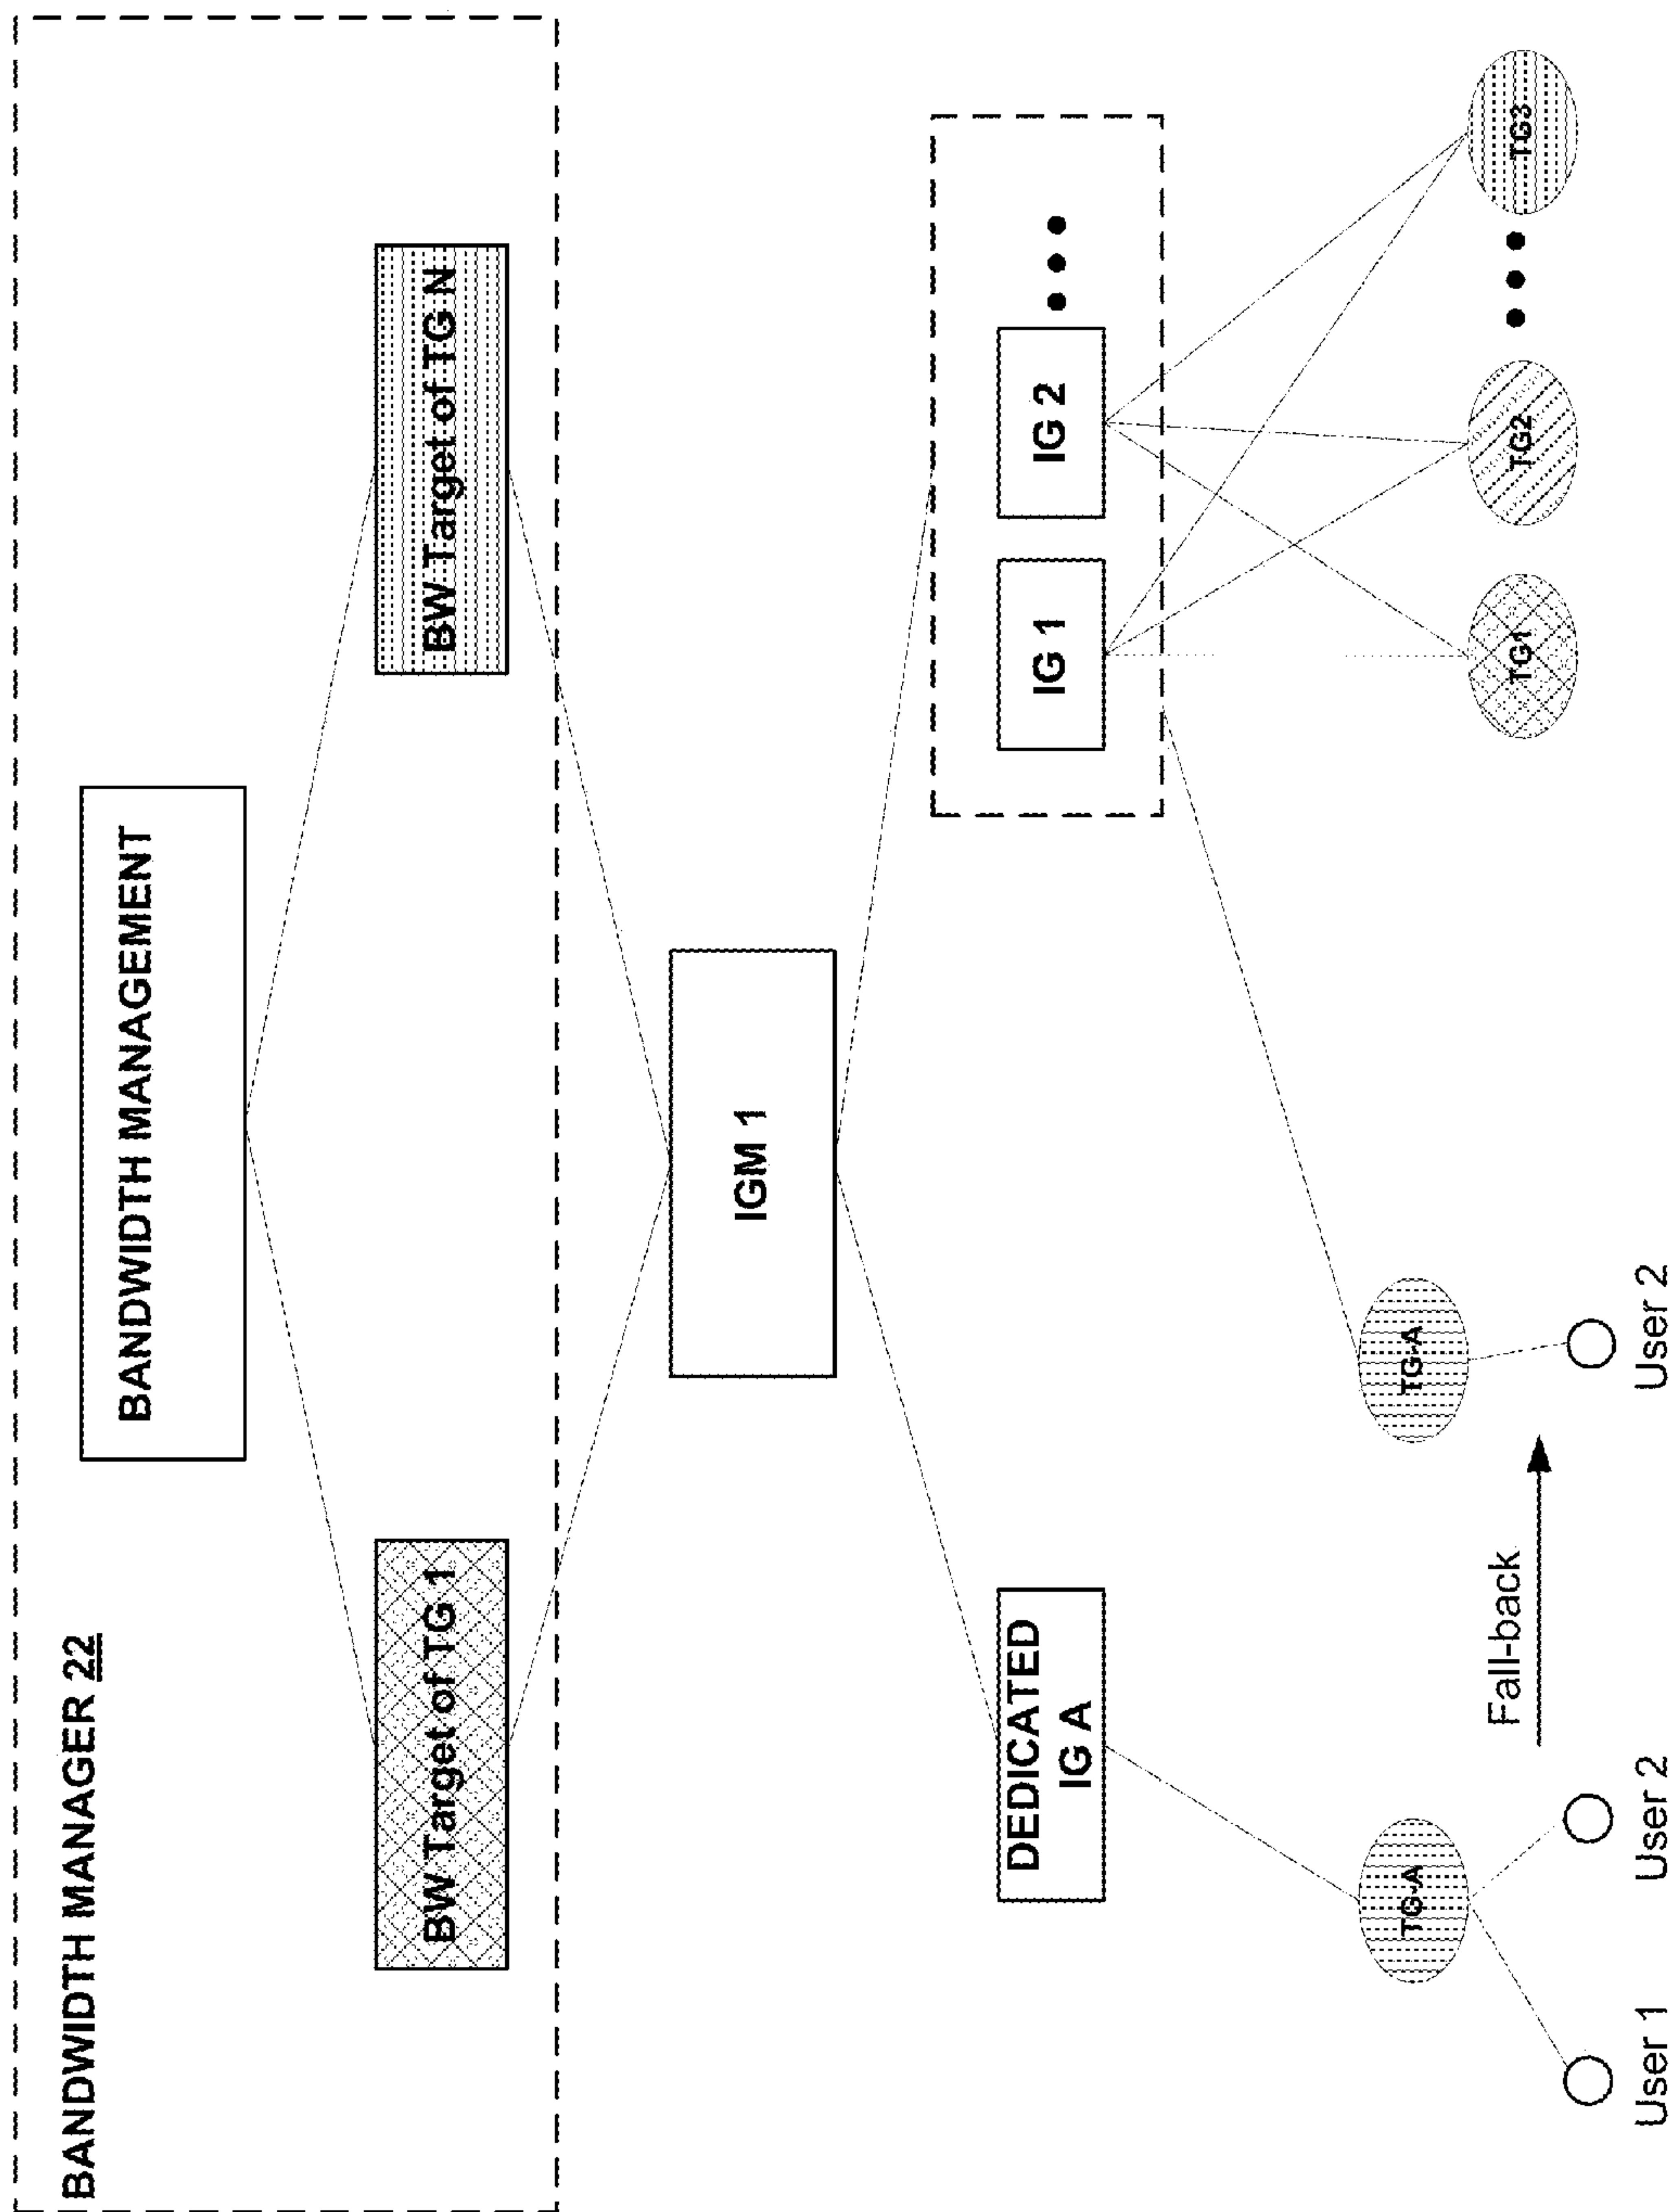 BANDWIDTH MANAGER 22
BANDWIDTH MANAGEMENT
BW Target of TG 1
BW Target of TG N
IGM 1
DEDICATED
IG A
IG 1
IG 2
TG-A
TG-A
TG1
TG2
TG3
Fall-back
User 1
User 2
User 2